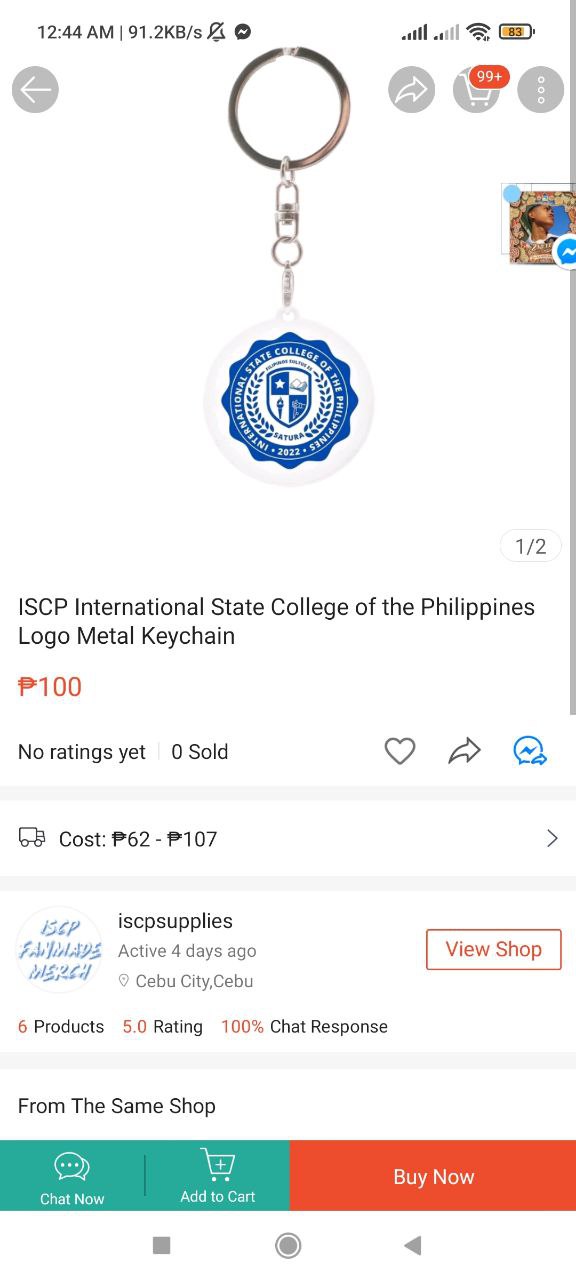 12:44 AM | 91.2KB/s
83
99+
INTERNATIONAL STATE COLLEGE OF THE PHILIPPINES
SATURA
• 2022 •
1/2
ISCP International State College of the Philippines
Logo Metal Keychain
₱100
No ratings yet
0 Sold
Cost: ₱62 - ₱107
ISCP
FANMADE
MERCH
iscpsupplies
Active 4 days ago
Cebu City,Cebu
View Shop
6 Products
5.0 Rating
100% Chat Response
From The Same Shop
Chat Now
Add to Cart
Buy Now